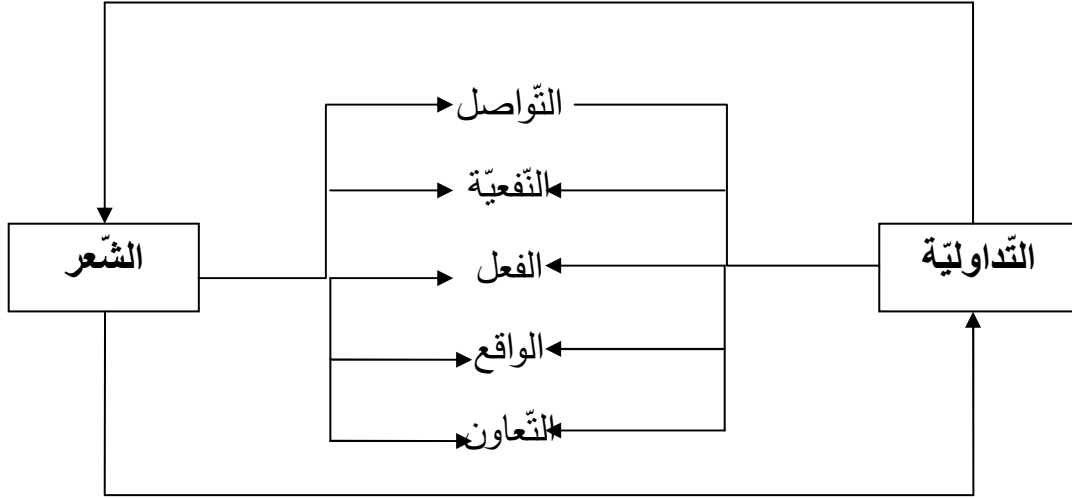 التّواصل
النّفعيّة
التّداوليّة
الفعل
الشّعر
الواقع
التّعاون